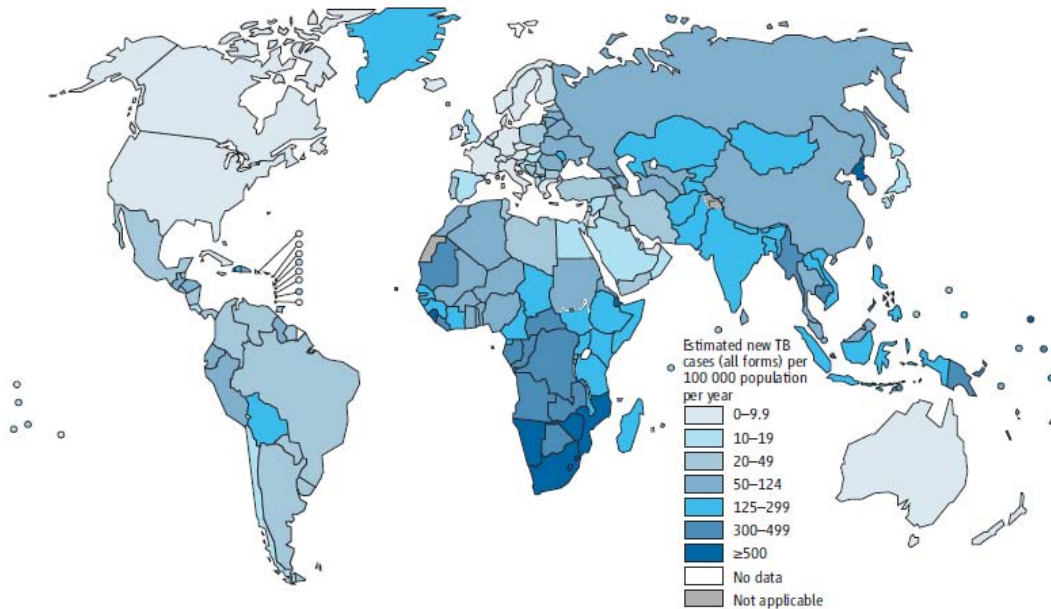 Estimated new TB
cases (all forms) per
100 000 population
per year
0–9.9
10–19
20–49
50–124
125–299
300–499
≥500
No data
Not applicable